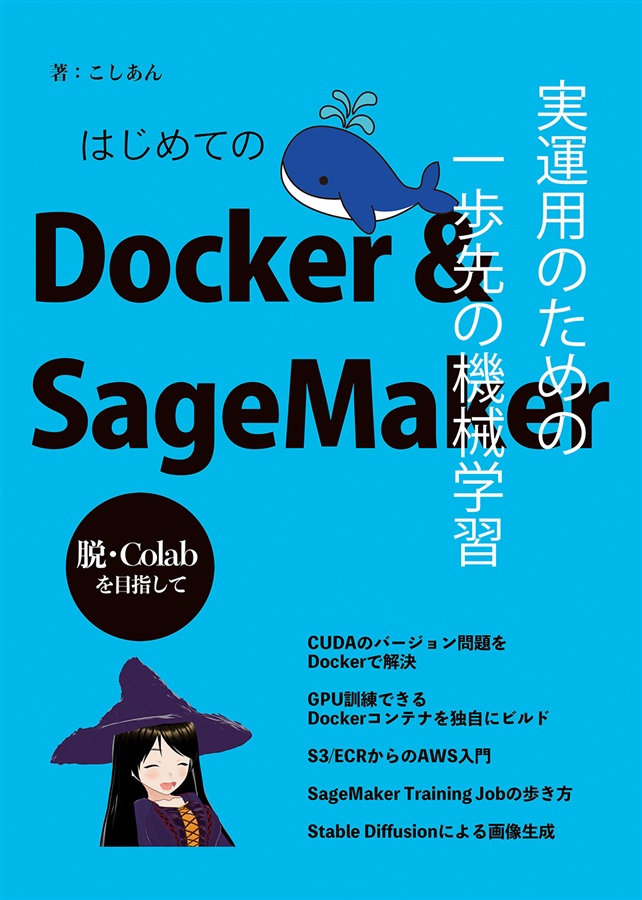 著：こしあん
はじめての
Docker &
SageMaker
実運用のための
一歩先の機械学習
脱・Colab
を目指して
CUDAのバージョン問題を
Dockerで解決
GPU訓練できる
Dockerコンテナを独自にビルド
S3/ECRからのAWS入門
SageMaker Training Jobの歩き方
Stable Diffusionによる画像生成